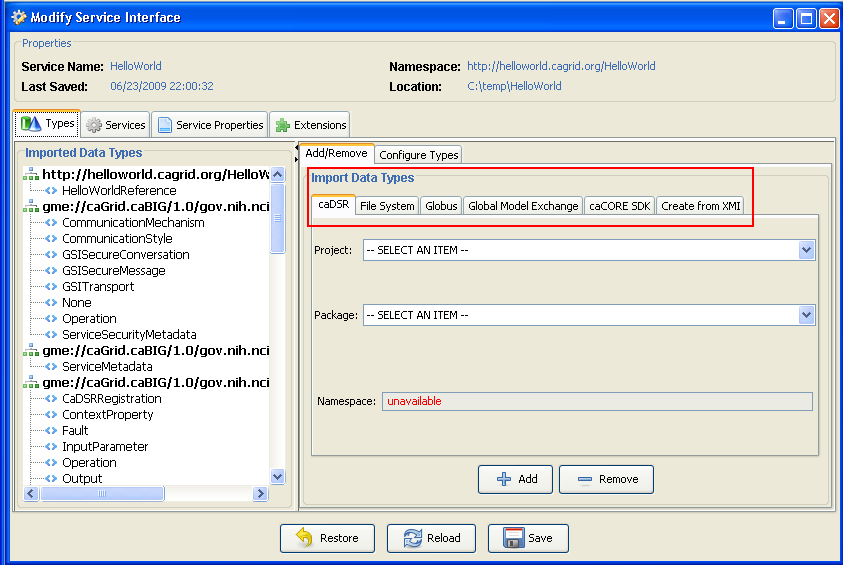 Modify Service Interface
Properties
Service Name: HelloWorld
Namespace: http://helloworld.cagrid.org/HelloWorld
Last Saved: 06/23/2009 22:00:32
Location: C:\temp\HelloWorld
Types
Services
Service Properties
Extensions
Imported Data Types
http://helloworld.cagrid.org/HelloW
HelloWorldReference
gme://caGrid.caBIG/1.0/gov.nih.nci
CommunicationMechanism
CommunicationStyle
GSISecureConversation
GSISecureMessage
GSITransport
None
Operation
ServiceSecurityMetadata
gme://caGrid.caBIG/1.0/gov.nih.nci
ServiceMetadata
gme://caGrid.caBIG/1.0/gov.nih.nci
CaDSRRegistration
ContextProperty
Fault
InputParameter
Operation
Output
Add/Remove
Configure Types
Import Data Types
caDSR
File System
Globus
Global Model Exchange
caCORE SDK
Create from XMI
Project: -- SELECT AN ITEM --
Package: -- SELECT AN ITEM --
Namespace: unavailable
Add
Remove
Restore
Reload
Save